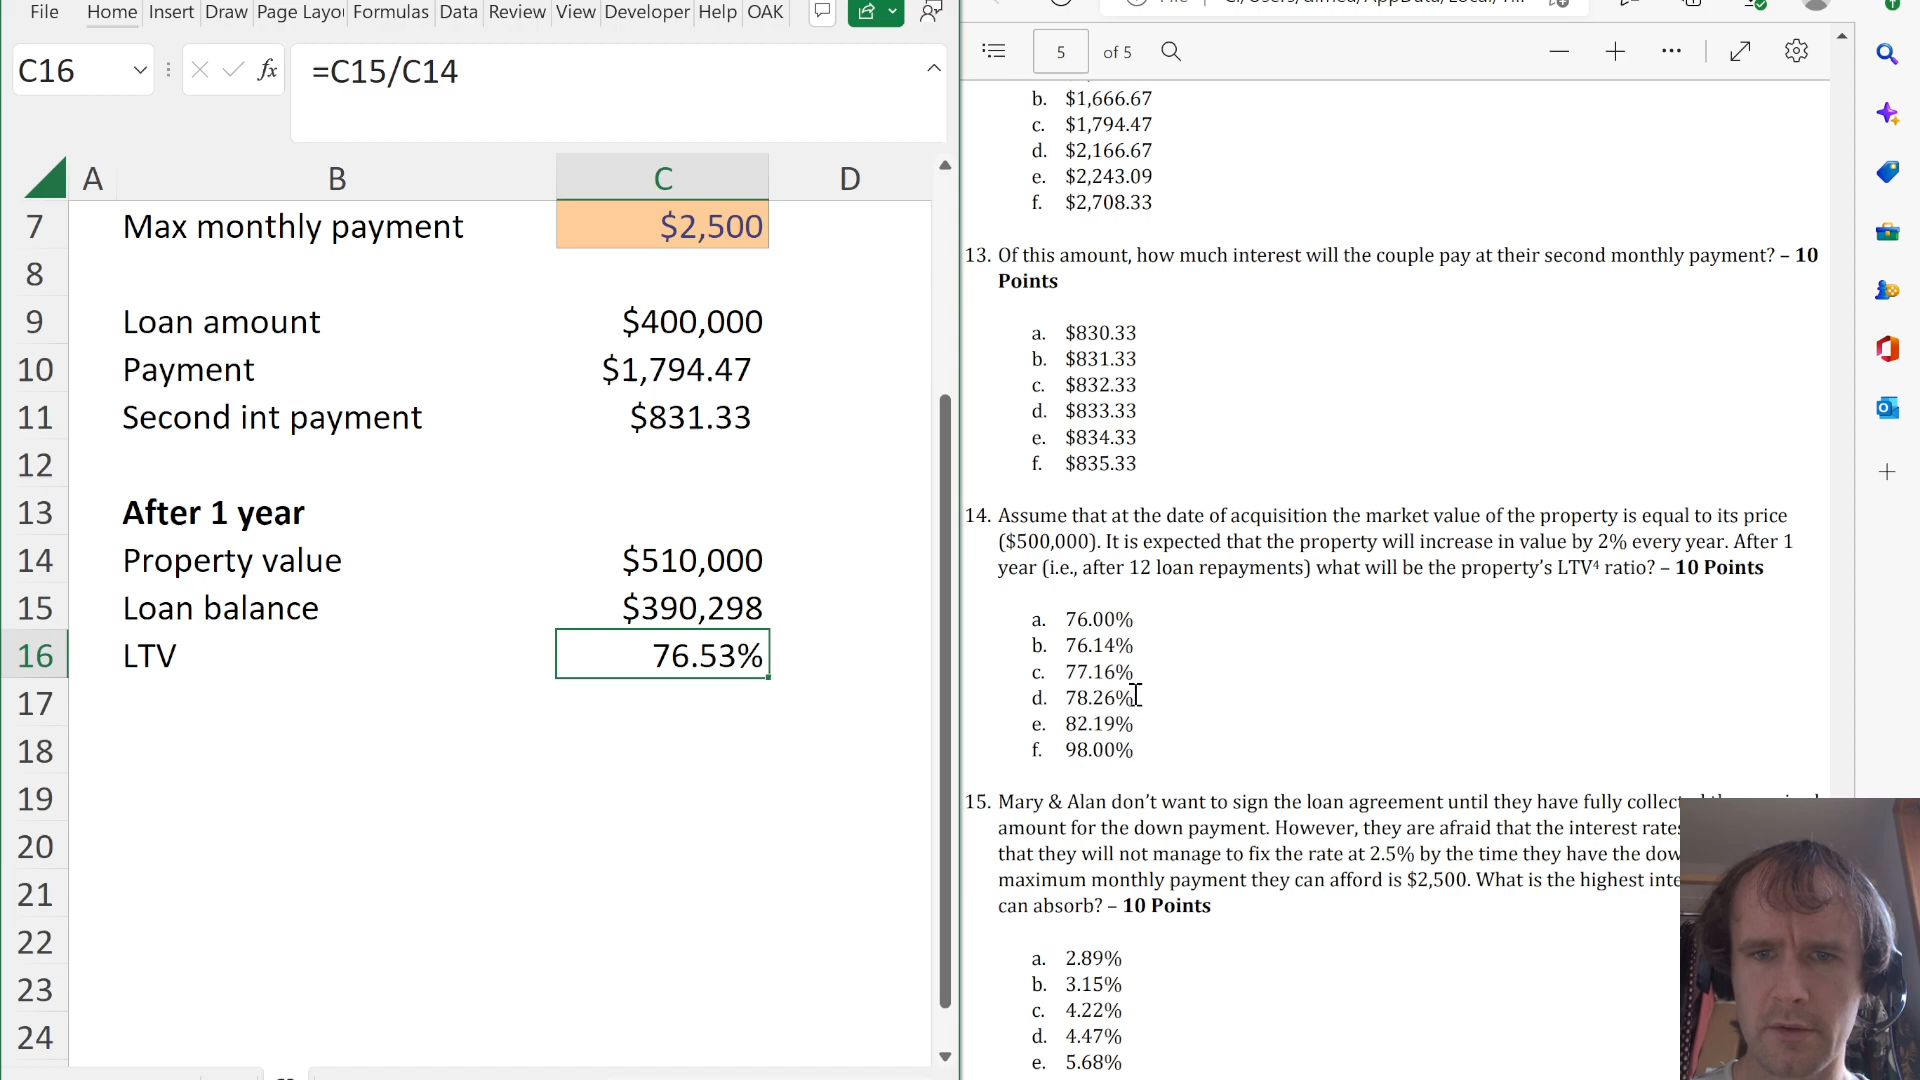 File Home Insert Draw Page Layou Formulas Data Review View Developer Help OAK
C16 fx =C15/C14
A B C D
7 Max monthly payment $2,500
8
9 Loan amount $400,000
10 Payment $1,794.47
11 Second int payment $831.33
12
13 After 1 year
14 Property value $510,000
15 Loan balance $390,298
16 LTV 76.53%
17
18
19
20
21
22
23
24
5 of 5
b. $1,666.67
c. $1,794.47
d. $2,166.67
e. $2,243.09
f. $2,708.33
13. Of this amount, how much interest will the couple pay at their second monthly payment? – 10
Points
a. $830.33
b. $831.33
c. $832.33
d. $833.33
e. $834.33
f. $835.33
14. Assume that at the date of acquisition the market value of the property is equal to its price
($500,000). It is expected that the property will increase in value by 2% every year. After 1
year (i.e., after 12 loan repayments) what will be the property's LTV⁴ ratio? – 10 Points
a. 76.00%
b. 76.14%
c. 77.16%
d. 78.26%
e. 82.19%
f. 98.00%
15. Mary & Alan don't want to sign the loan agreement until they have fully collec
amount for the down payment. However, they are afraid that the interest rates
that they will not manage to fix the rate at 2.5% by the time they have the dow
maximum monthly payment they can afford is $2,500. What is the highest inte
can absorb? – 10 Points
a. 2.89%
b. 3.15%
c. 4.22%
d. 4.47%
e. 5.68%